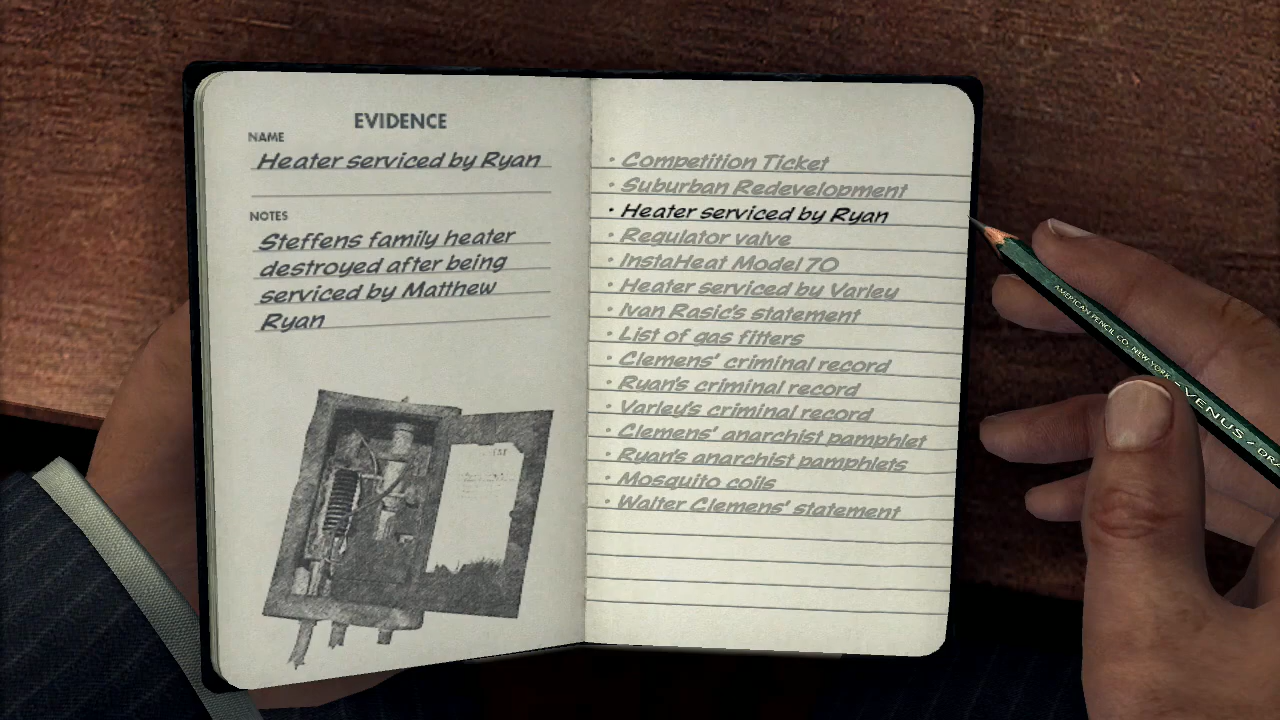 EVIDENCE
NAME
Heater serviced by Ryan
NOTES
Steffens family heater
destroyed after being
serviced by Matthew
Ryan
• Competition Ticket
• Suburban Redevelopment
• Heater serviced by Ryan
• Regulator valve
• InstaHeat Model 70
• Heater serviced by Varley
• Ivan Rasic's statement
• List of gas fitters
• Clemens' criminal record
• Ryan's criminal record
• Varley's criminal record
• Clemens' anarchist pamphlet
• Ryan's anarchist pamphlets
• Mosquito coils
• Walter Clemens' statement
AMERICAN PENCIL CO. NEW YORK - VENUS / DRA